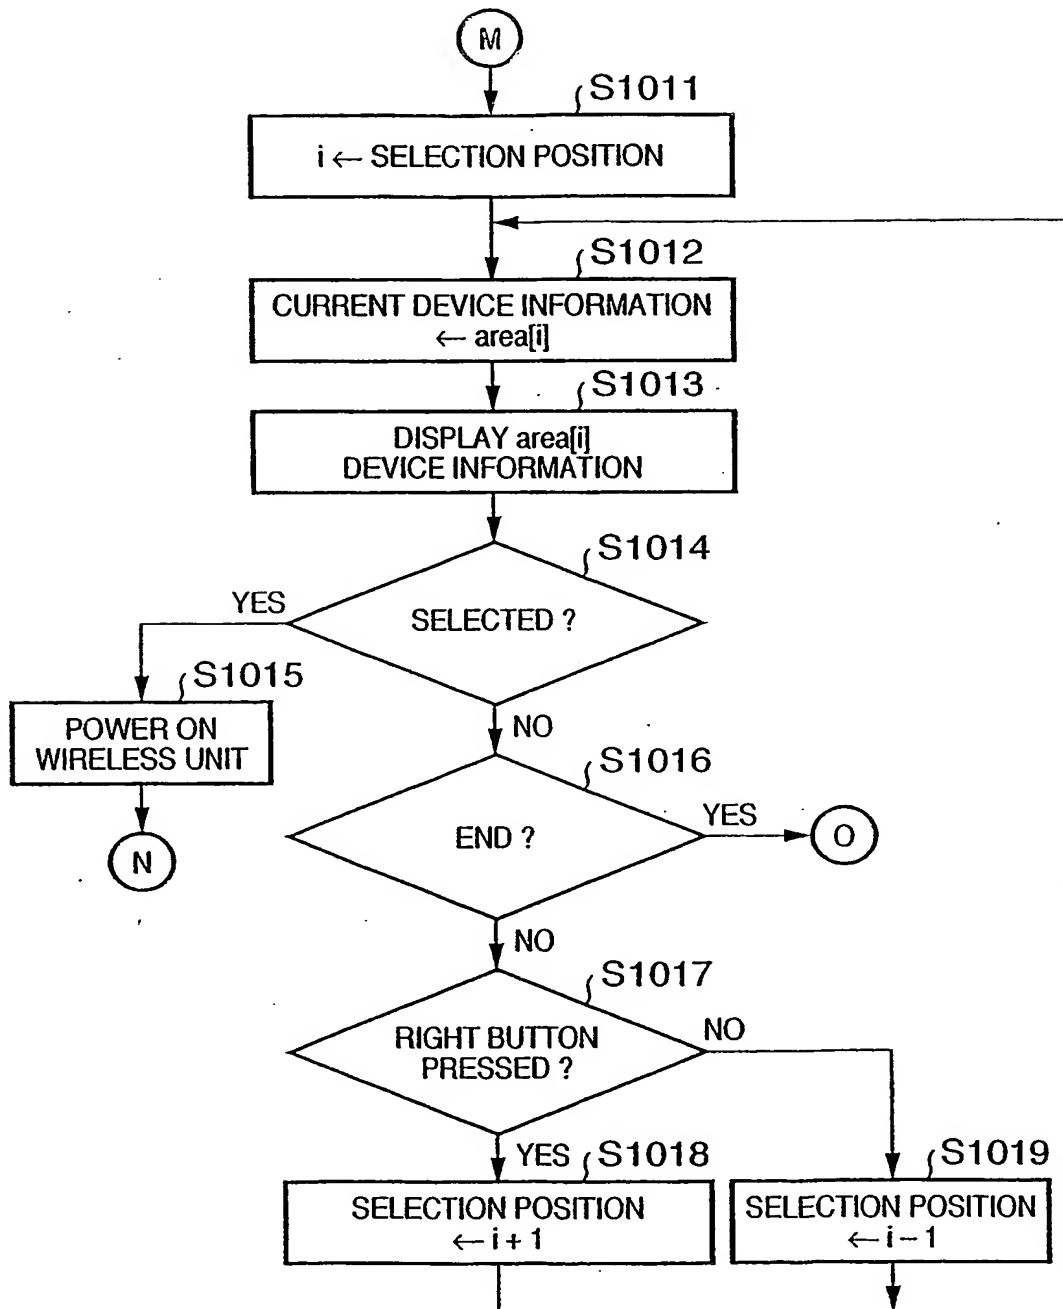 M
S1011
i ← SELECTION POSITION
S1012
CURRENT DEVICE INFORMATION
← area[i]
S1013
DISPLAY area[i]
DEVICE INFORMATION
S1014
SELECTED ?
YES
S1015
POWER ON
WIRELESS UNIT
N
NO
S1016
END ?
YES
O
NO
S1017
RIGHT BUTTON
PRESSED ?
NO
YES
S1018
SELECTION POSITION
← i + 1
S1019
SELECTION POSITION
← i – 1